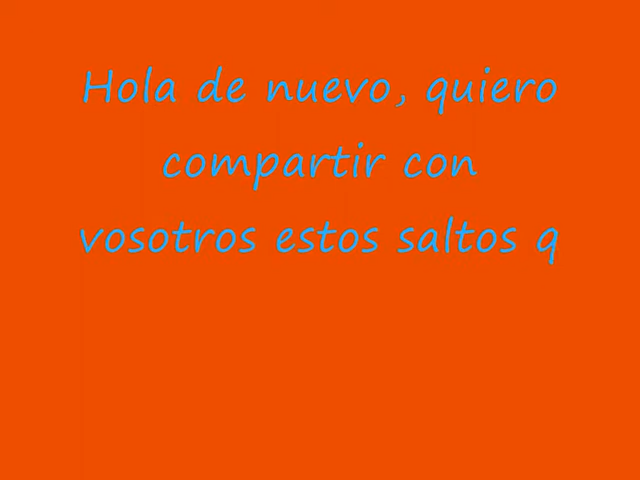 Hola de nuevo, quiero
compartir con
vosotros estos saltos q